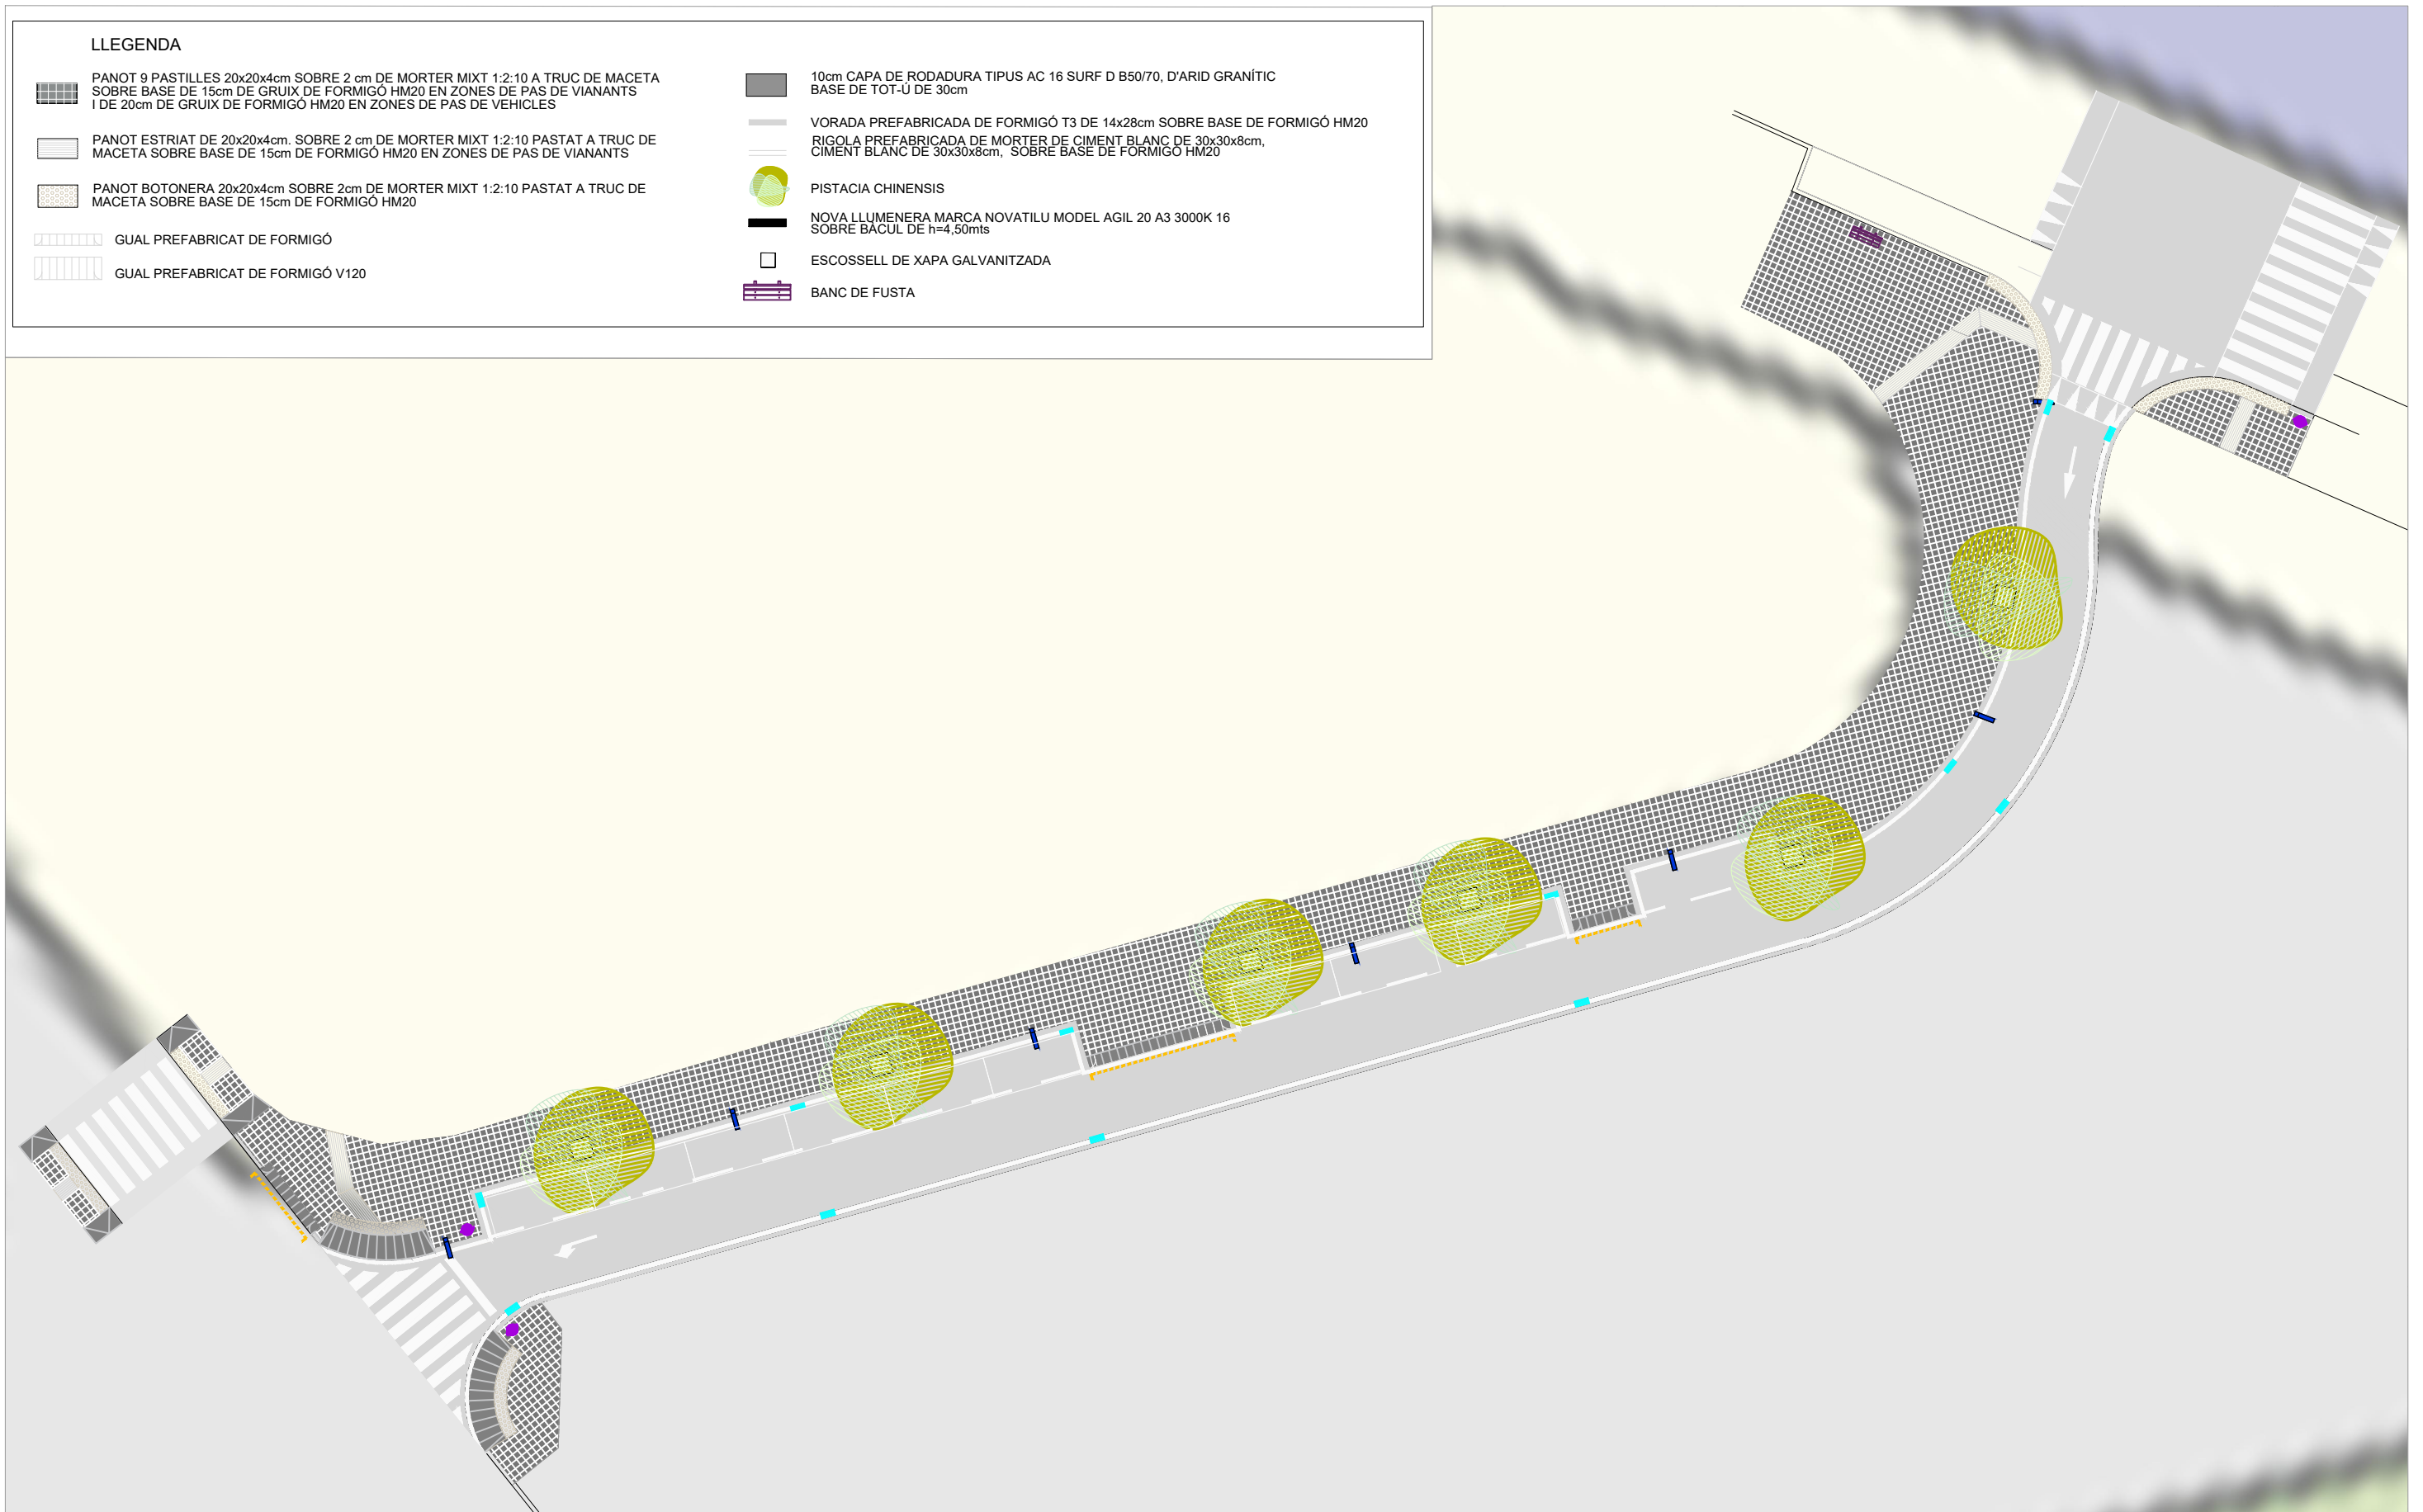 LLEGENDA
PANOT 9 PASTILLES 20x20x4cm SOBRE 2 cm DE MORTER MIXT 1:2:10 A TRUC DE MACETA
SOBRE BASE DE 15cm DE GRUIX DE FORMIGÓ HM20 EN ZONES DE PAS DE VIANANTS
I DE 20cm DE GRUIX DE FORMIGÓ HM20 EN ZONES DE PAS DE VEHICLES
PANOT ESTRIAT DE 20x20x4cm. SOBRE 2 cm DE MORTER MIXT 1:2:10 PASTAT A TRUC DE
MACETA SOBRE BASE DE 15cm DE FORMIGÓ HM20 EN ZONES DE PAS DE VIANANTS
PANOT BOTONERA 20x20x4cm SOBRE 2cm DE MORTER MIXT 1:2:10 PASTAT A TRUC DE
MACETA SOBRE BASE DE 15cm DE FORMIGÓ HM20
GUAL PREFABRICAT DE FORMIGÓ
GUAL PREFABRICAT DE FORMIGÓ V120
10cm CAPA DE RODADURA TIPUS AC 16 SURF D B50/70, D'ARID GRANÍTIC
BASE DE TOT-Ú DE 30cm
VORADA PREFABRICADA DE FORMIGÓ T3 DE 14x28cm SOBRE BASE DE FORMIGÓ HM20
RIGOLA PREFABRICADA DE MORTER DE CIMENT BLANC DE 30x30x8cm,
CIMENT BLANC DE 30x30x8cm, SOBRE BASE DE FORMIGÓ HM20
PISTACIA CHINENSIS
NOVA LLUMENERA MARCA NOVATILU MODEL AGIL 20 A3 3000K 16
SOBRE BÀCUL DE h=4,50mts
ESCOSSELL DE XAPA GALVANITZADA
BANC DE FUSTA